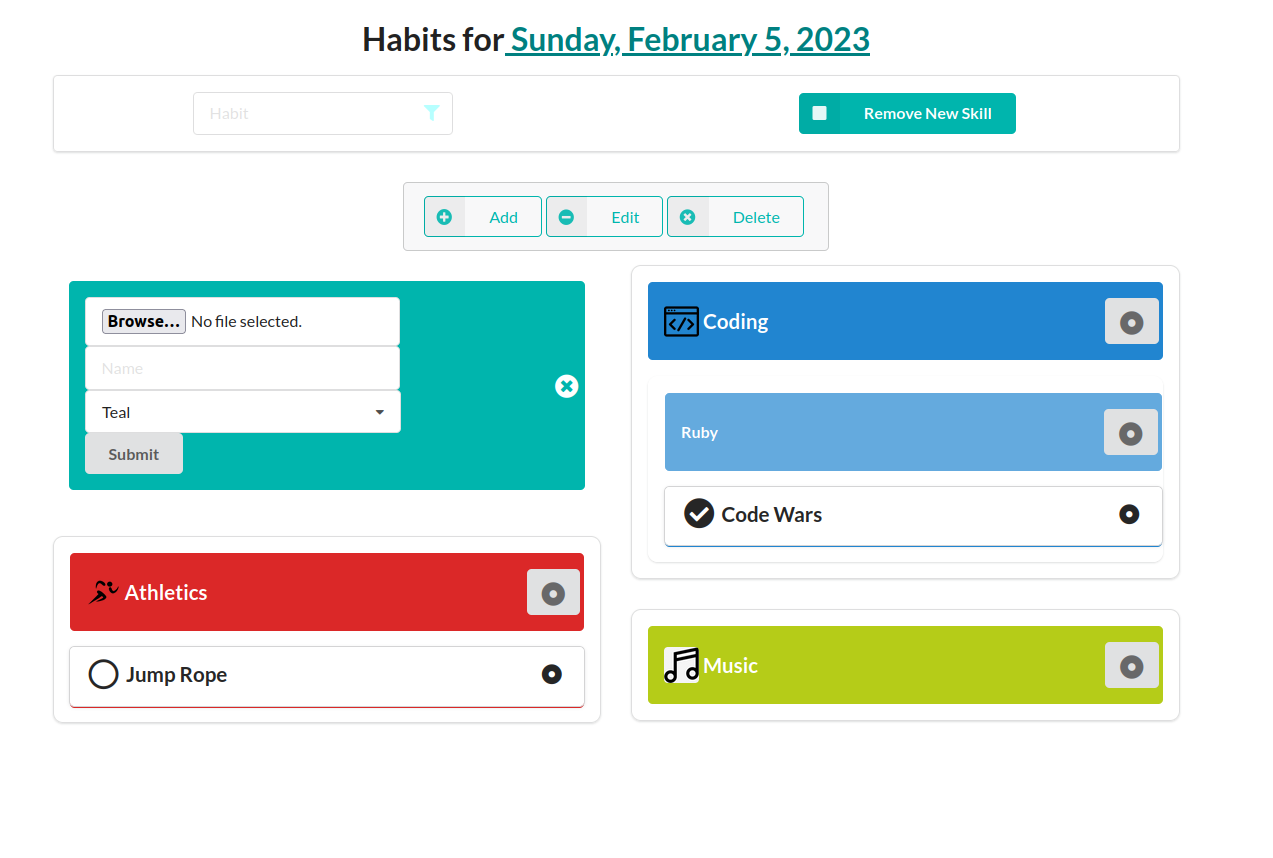 Habits for Sunday, February 5, 2023
Habit
Remove New Skill
Add
Edit
Delete
Browse... No file selected.
Name
Teal
Submit
Athletics
Jump Rope
Coding
Ruby
Code Wars
Music